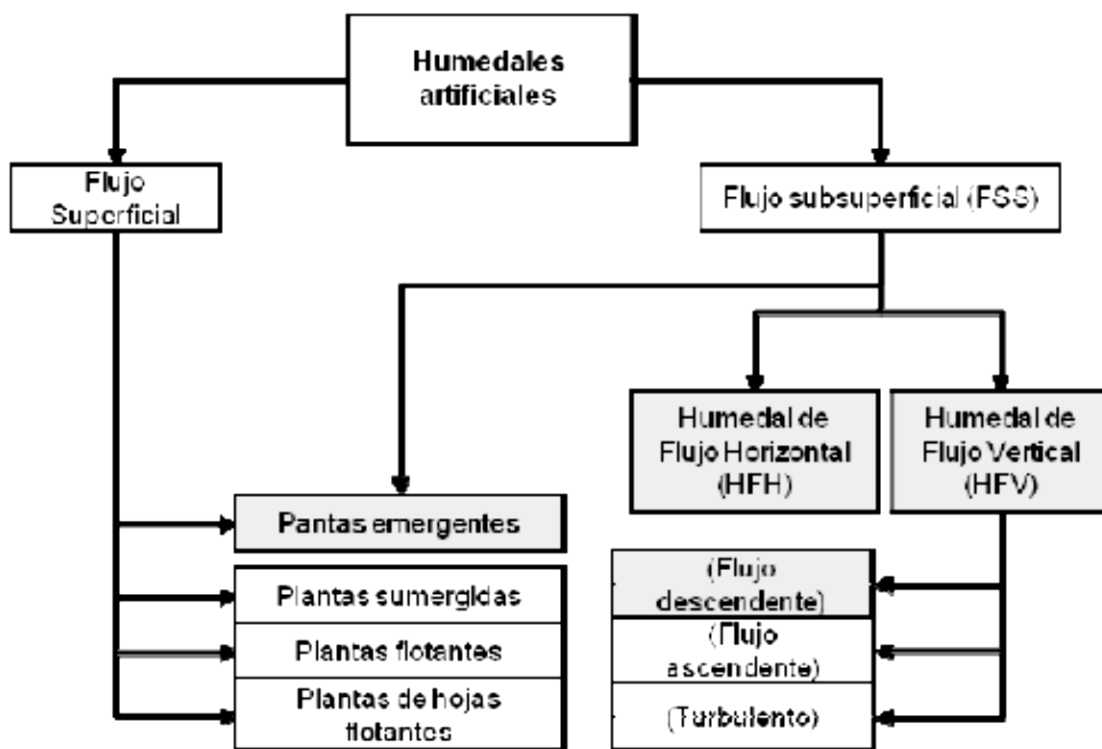 Humedales
artificiales
Flujo
Superficial
Flujo subsuperficial (FSS)
Humedal de
Flujo Horizontal
(HFH)
Humedal de
Flujo Vertical
(HFV)
Pantas emergentes
Plantas sumergidas
Plantas flotantes
Plantas de hojas
flotantes
(Flujo
descendente)
(Flujo
ascendente)
(Turbulento)